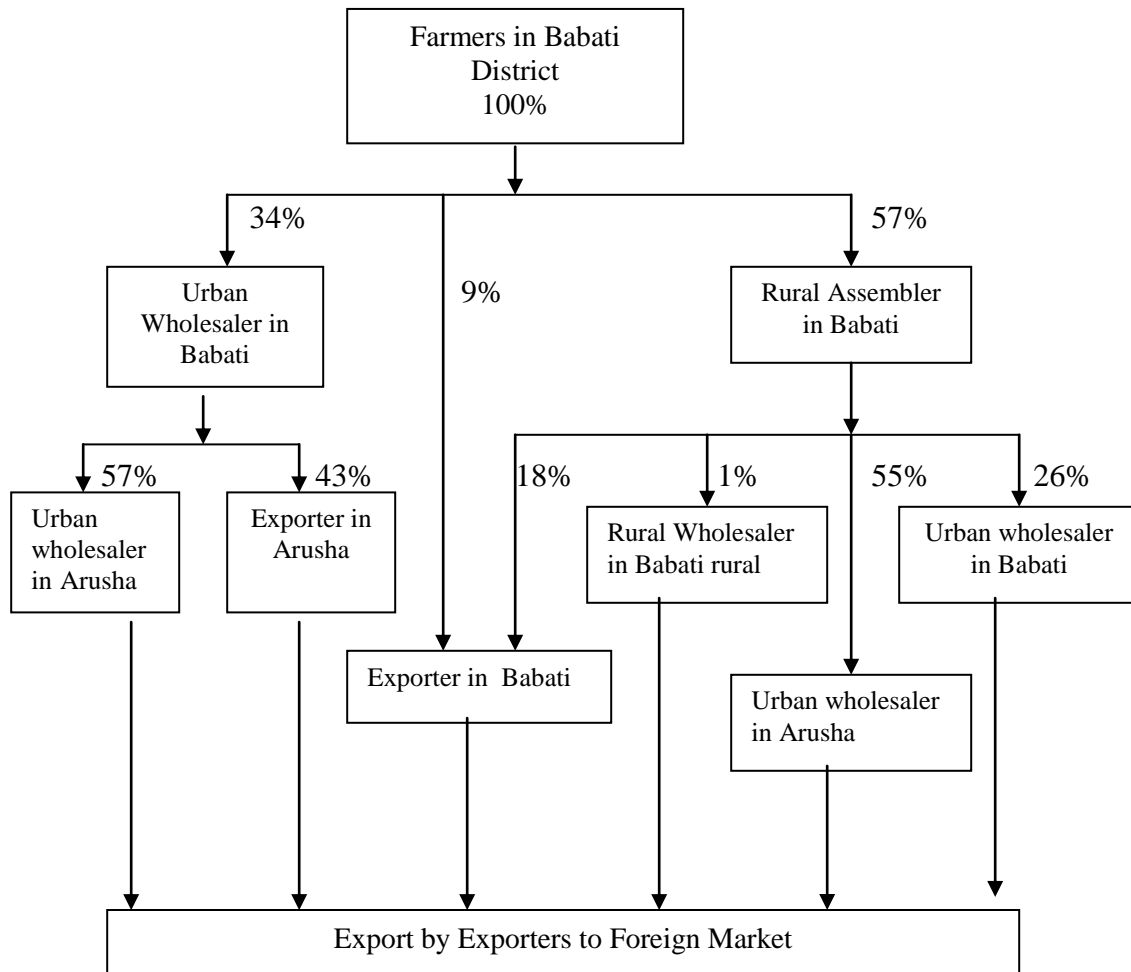 Farmers in Babati
District
100%
34%
57%
9%
Urban
Wholesaler in
Babati
Rural Assembler
in Babati
57%
43%
18%
1%
55%
26%
Urban
wholesaler
in Arusha
Exporter in
Arusha
Rural Wholesaler
in Babati rural
Urban wholesaler
in Babati
Exporter in Babati
Urban wholesaler
in Arusha
Export by Exporters to Foreign Market